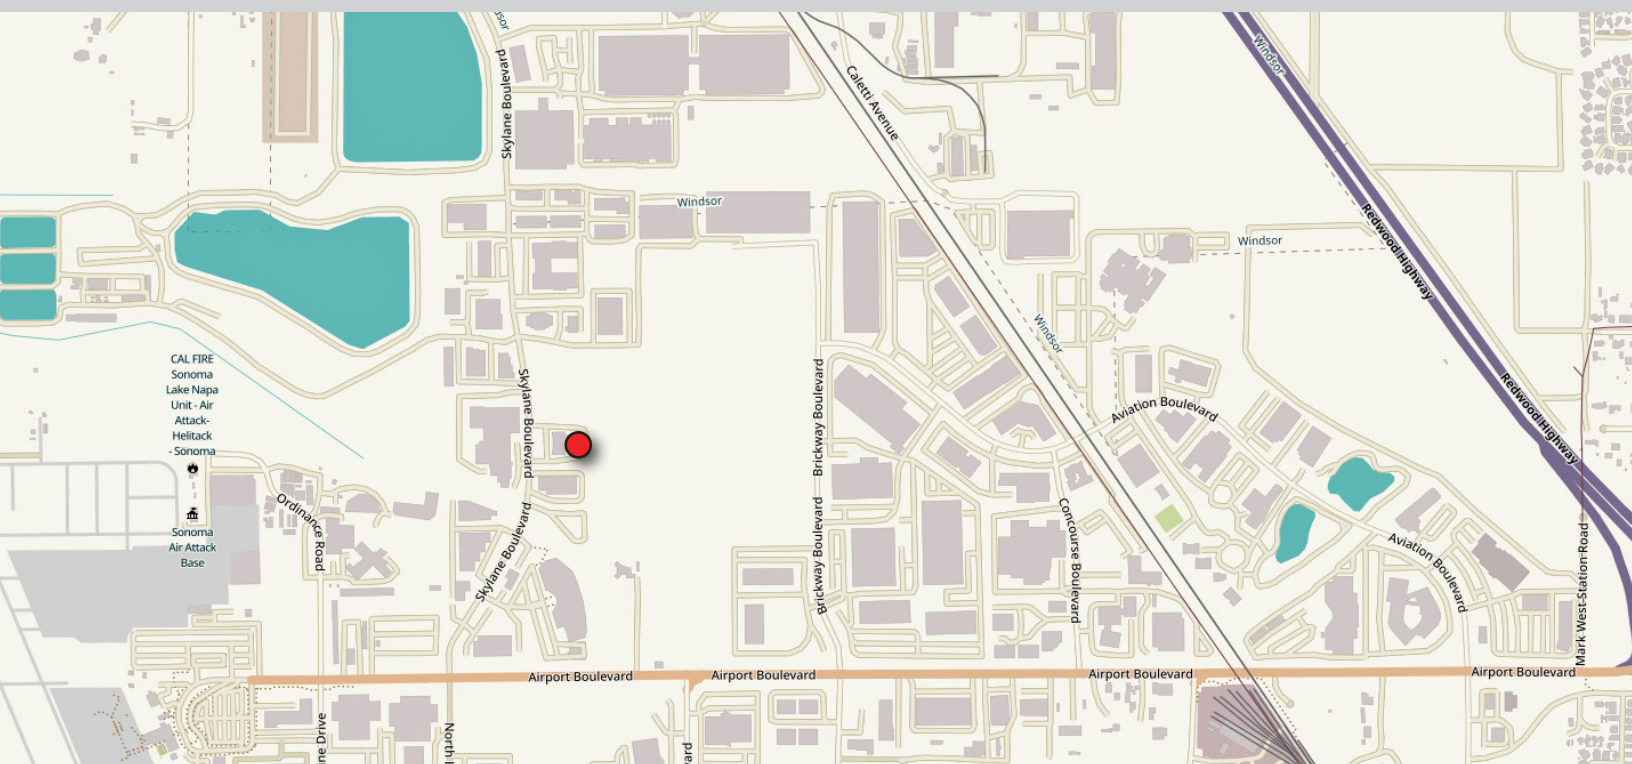 Skylane Boulevard
Caletti Avenue
Windsor
Windsor
Windsor
Windsor
Redwood Highway
Redwood Highway
CAL FIRE
Sonoma
Lake Napa
Unit - Air
Attack-
Helitack
- Sonoma
Skylane Boulevard
Brickway Boulevard
Aviation Boulevard
Ordinance Road
Sonoma
Air Attack
Base
Skylane Boulevard
Brickway Boulevard
Concourse Boulevard
Aviation Boulevard
Mark West Station Road
Airport Boulevard
Airport Boulevard
Airport Boulevard
Airport Boulevard
North